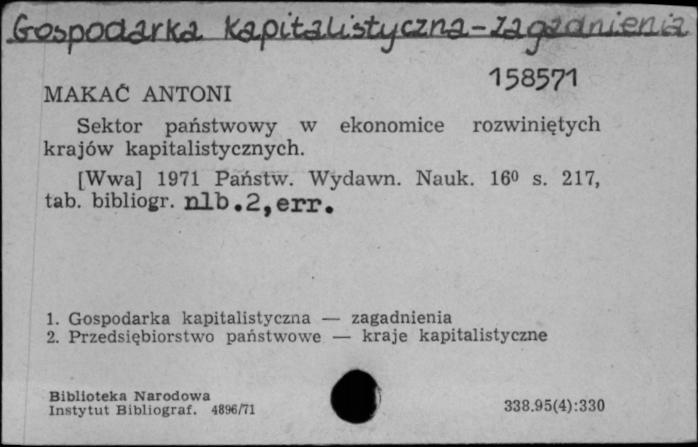 Gospodarka kapitalistyczna - zagadnienia
158571
MAKAĆ ANTONI
Sektor państwowy w ekonomice rozwiniętych
krajów kapitalistycznych.
[Wwa] 1971 Państw. Wydawn. Nauk. 16⁰ s. 217,
tab. bibliogr. nlb.2,err.
1. Gospodarka kapitalistyczna — zagadnienia
2. Przedsiębiorstwo państwowe — kraje kapitalistyczne
Biblioteka Narodowa
Instytut Bibliograf. 4896/71
338.95(4):330